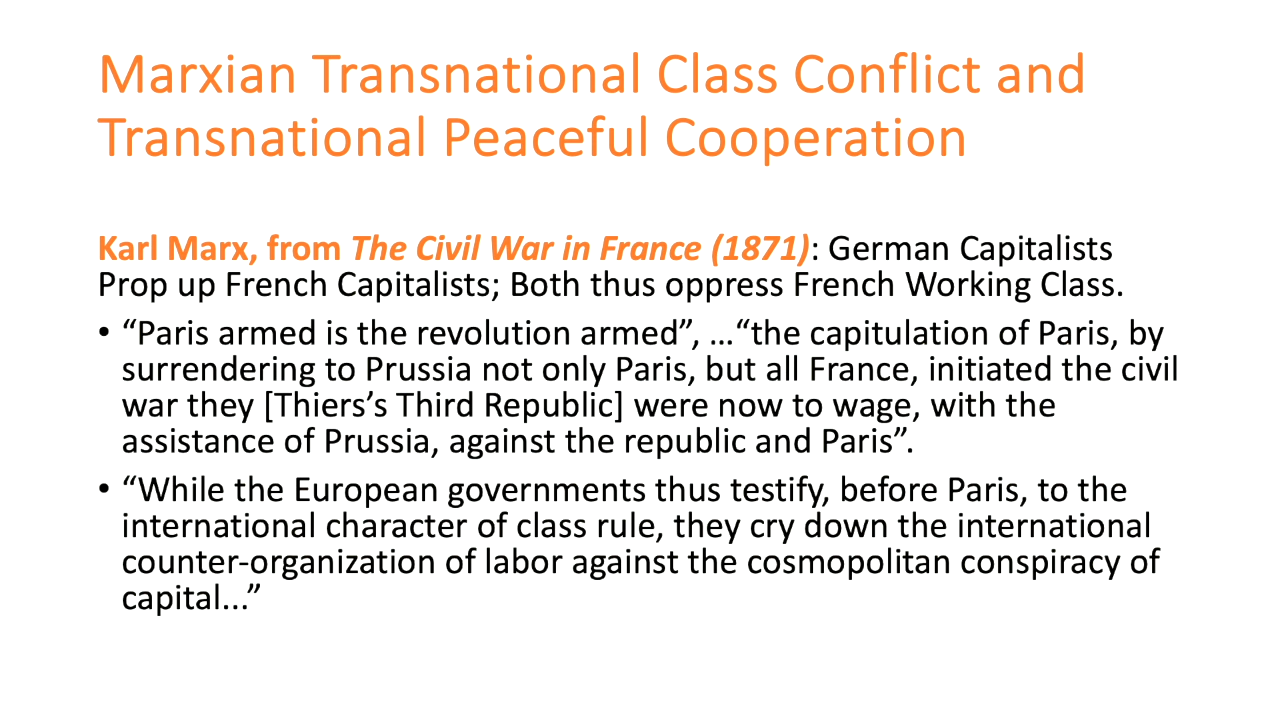 Marxian Transnational Class Conflict and
Transnational Peaceful Cooperation
Karl Marx, from The Civil War in France (1871): German Capitalists
Prop up French Capitalists; Both thus oppress French Working Class.
• “Paris armed is the revolution armed”, …“the capitulation of Paris, by
surrendering to Prussia not only Paris, but all France, initiated the civil
war they [Thiers’s Third Republic] were now to wage, with the
assistance of Prussia, against the republic and Paris”.
• “While the European governments thus testify, before Paris, to the
international character of class rule, they cry down the international
counter-organization of labor against the cosmopolitan conspiracy of
capital...”